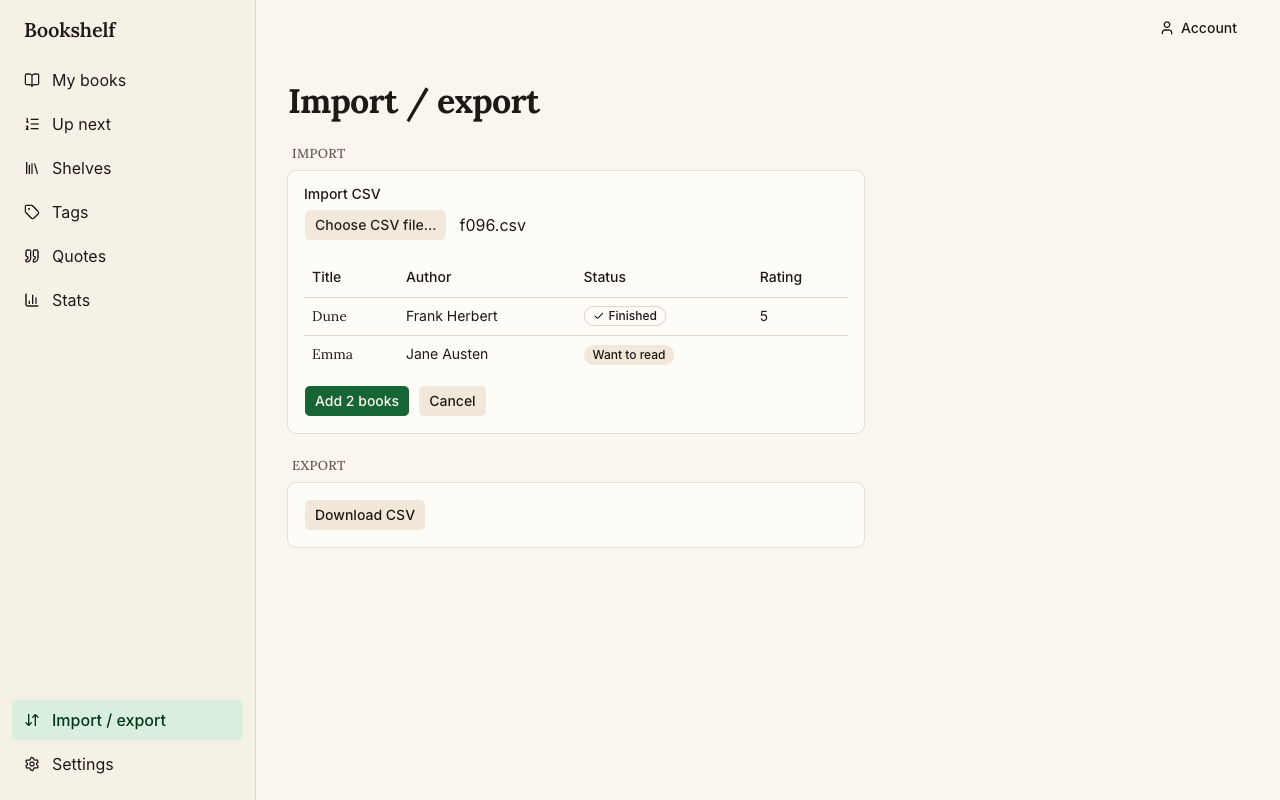 Bookshelf
Account
My books
Up next
Shelves
Tags
Quotes
Stats
Import / export
Settings
Import / export
IMPORT
Import CSV
Choose CSV file... f096.csv
Title Author Status Rating
Dune Frank Herbert Finished 5
Emma Jane Austen Want to read
Add 2 books Cancel
EXPORT
Download CSV